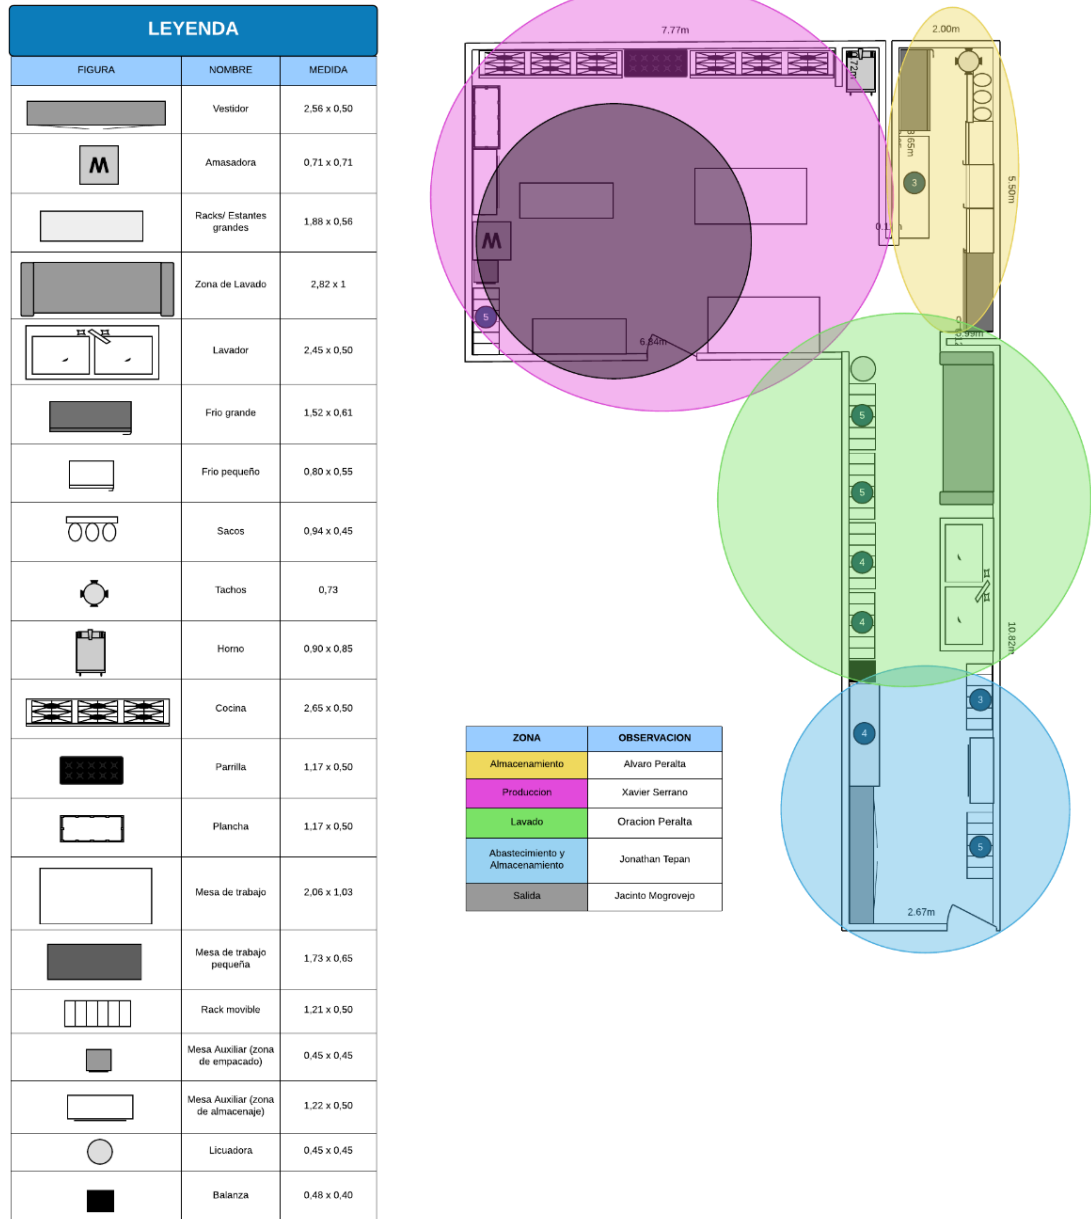 LEYENDA
FIGURA NOMBRE MEDIDA
Vestidor 2,56 x 0,50
M Amasadora 0,71 x 0,71
Racks/ Estantes
grandes
1,88 x 0,56
Zona de Lavado 2,82 x 1
Lavador 2,45 x 0,50
Frio grande 1,52 x 0,61
Frio pequeño 0,80 x 0,55
Sacos 0,94 x 0,45
Tachos 0,73
Horno 0,90 x 0,85
Cocina 2,65 x 0,50
Parrilla 1,17 x 0,50
Plancha 1,17 x 0,50
Mesa de trabajo 2,06 x 1,03
Mesa de trabajo
pequeña
1,73 x 0,65
Rack movible 1,21 x 0,50
Mesa Auxiliar (zona
de empacado)
0,45 x 0,45
Mesa Auxiliar (zona
de almacenaje)
1,22 x 0,50
Licuadora 0,45 x 0,45
Balanza 0,48 x 0,40
7.77m
2.00m
3
5.50m
M
5
6.84m
5
5
4
4
10.82m
3
4
5
2.67m
ZONA OBSERVACION
Almacenamiento Alvaro Peralta
Produccion Xavier Serrano
Lavado Oracion Peralta
Abastecimiento y
Almacenamiento
Jonathan Tepan
Salida Jacinto Mogrovejo